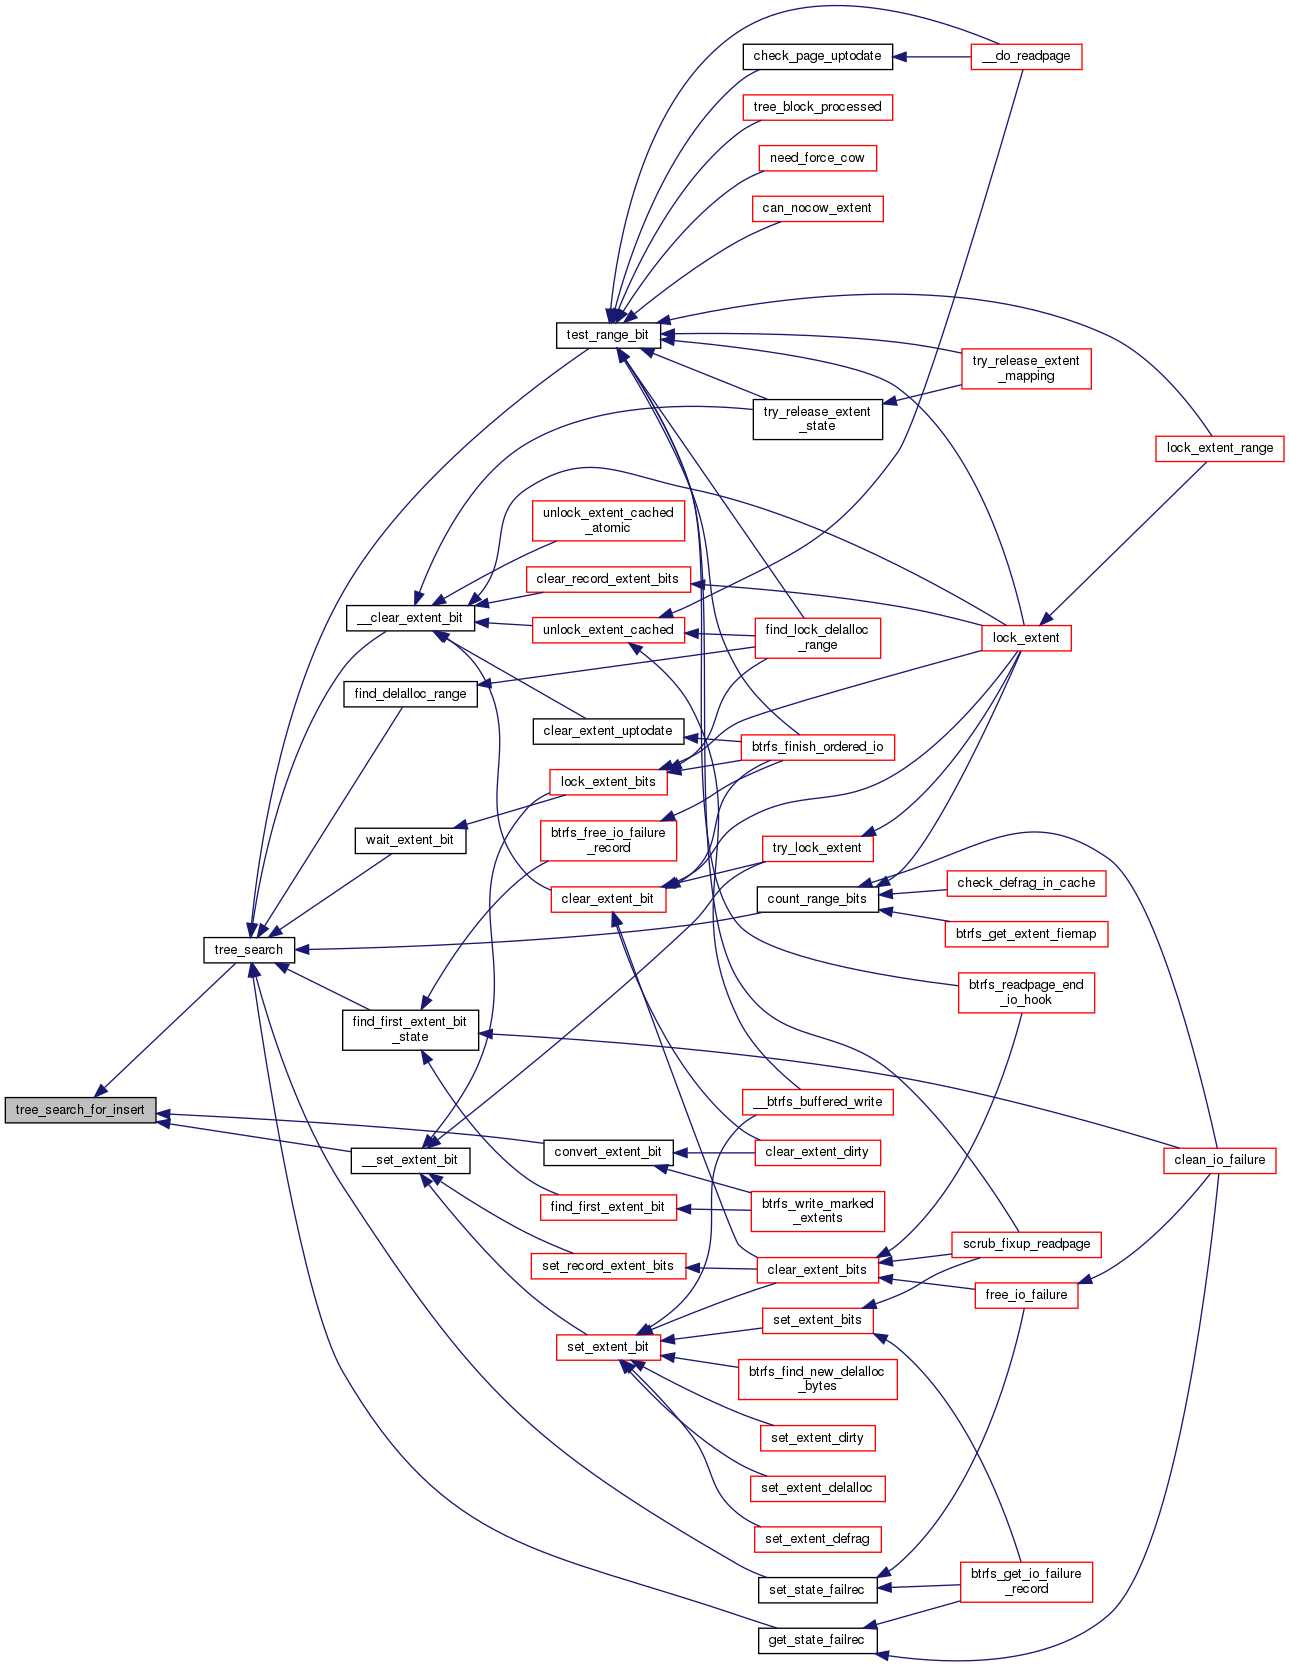 check_page_uptodate
__do_readpage
tree_block_processed
need_force_cow
can_nocow_extent
test_range_bit
try_release_extent
_mapping
try_release_extent
_state
lock_extent_range
unlock_extent_cached
_atomic
clear_record_extent_bits
__clear_extent_bit
unlock_extent_cached
find_lock_delalloc
_range
lock_extent
find_delalloc_range
clear_extent_uptodate
btrfs_finish_ordered_io
lock_extent_bits
wait_extent_bit
btrfs_free_io_failure
_record
try_lock_extent
clear_extent_bit
count_range_bits
check_defrag_in_cache
btrfs_get_extent_fiemap
tree_search
btrfs_readpage_end
_io_hook
find_first_extent_bit
_state
tree_search_for_insert
__btrfs_buffered_write
convert_extent_bit
clear_extent_dirty
__set_extent_bit
clean_io_failure
find_first_extent_bit
btrfs_write_marked
_extents
scrub_fixup_readpage
set_record_extent_bits
clear_extent_bits
free_io_failure
set_extent_bits
set_extent_bit
btrfs_find_new_delalloc
_bytes
set_extent_dirty
set_extent_delalloc
set_extent_defrag
set_state_failrec
btrfs_get_io_failure
_record
get_state_failrec